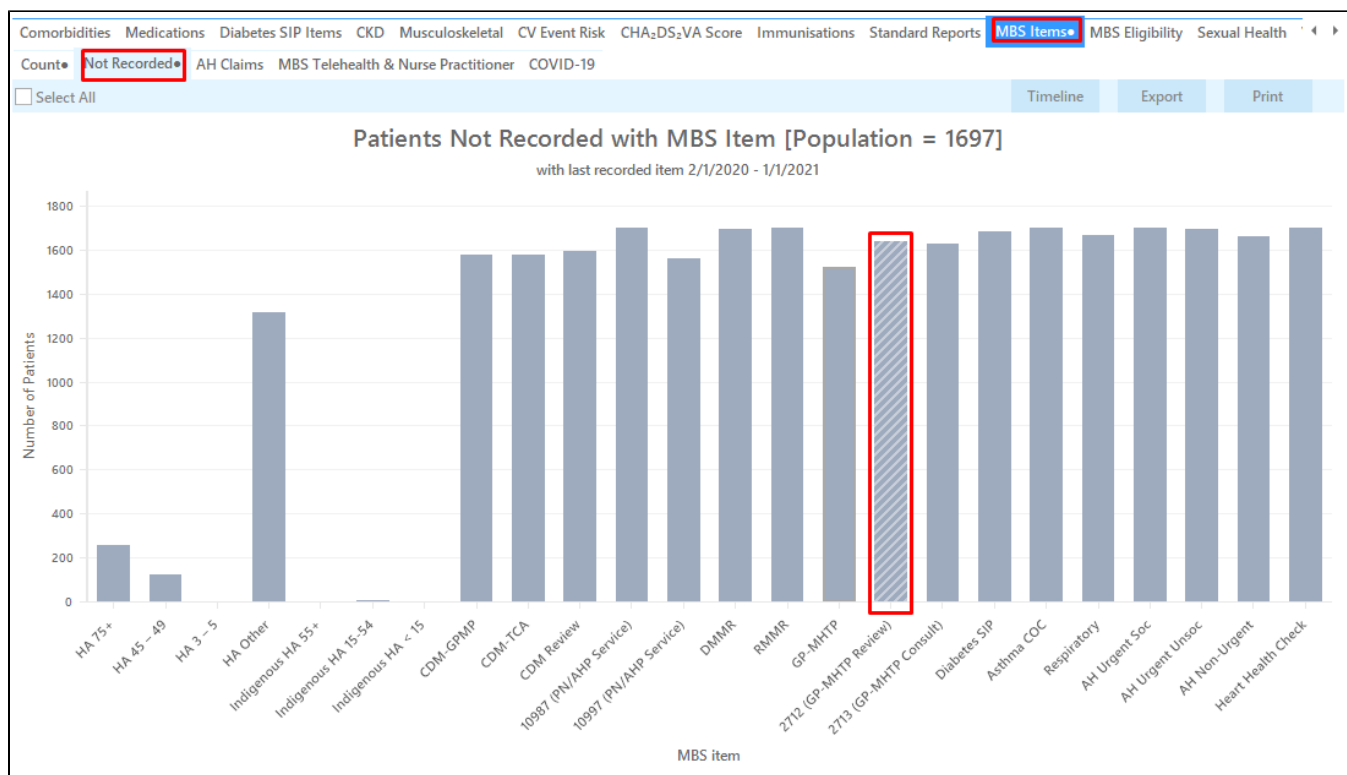 Comorbidities Medications Diabetes SIP Items CKD Musculoskeletal CV Event Risk CHA₂DS₂VA Score Immunisations Standard Reports MBS Items● MBS Eligibility Sexual Health
Count● Not Recorded● AH Claims MBS Telehealth & Nurse Practitioner COVID-19
Select All Timeline Export Print
Patients Not Recorded with MBS Item [Population = 1697]
with last recorded item 2/1/2020 - 1/1/2021
Number of Patients
1800
1600
1400
1200
1000
800
600
400
200
0
HA 75+
HA 45 – 49
HA 3 – 5
HA Other
Indigenous HA 55+
Indigenous HA 15-54
Indigenous HA < 15
CDM-GPMP
CDM-TCA
CDM Review
10987 (PN/AHP Service)
10997 (PN/AHP Service)
DMMR
RMMR
GP-MHTP
2712 (GP-MHTP Review)
2713 (GP-MHTP Consult)
Diabetes SIP
Asthma COC
Respiratory
AH Urgent Soc
AH Urgent Unsoc
AH Non-Urgent
Heart Health Check
MBS item